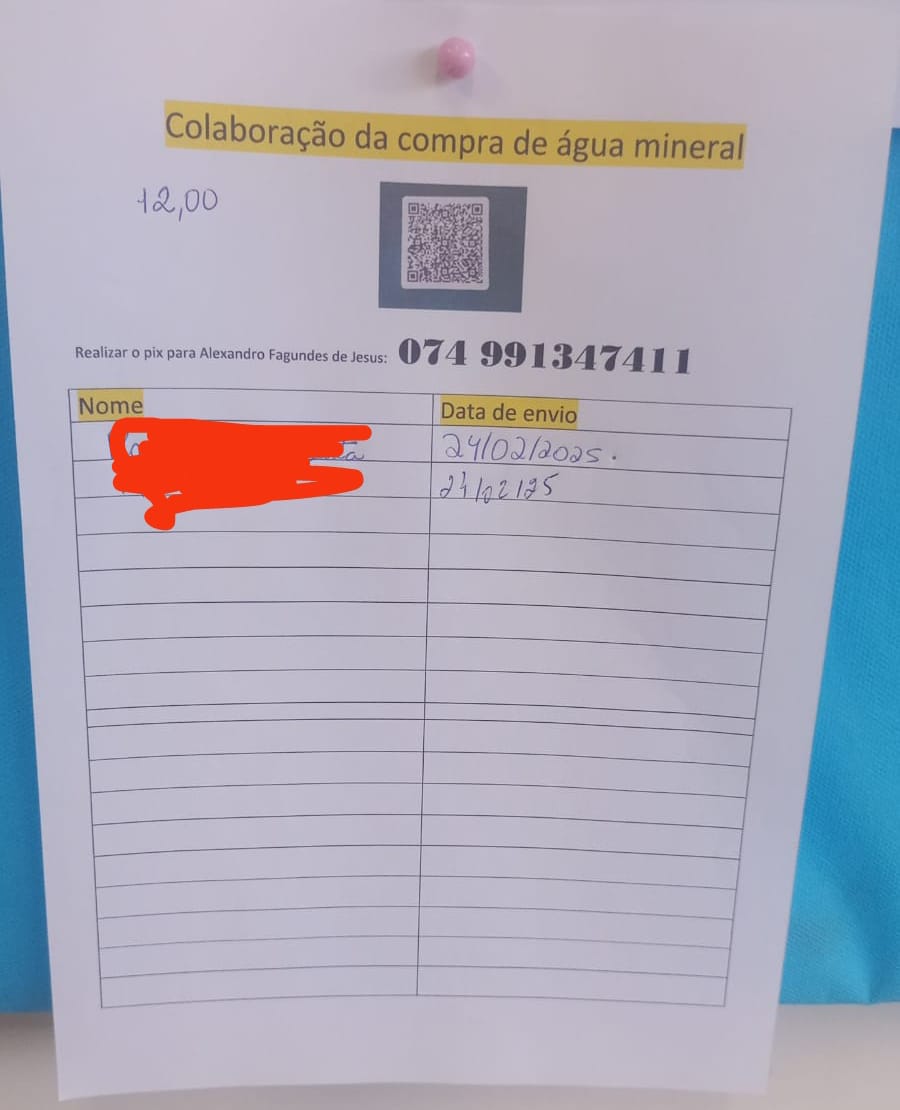 Colaboração da compra de água mineral
12,00
Realizar o pix para Alexandro Fagundes de Jesus: 074 991347411
Nome Data de envio
24/02/2025.
24/02/25